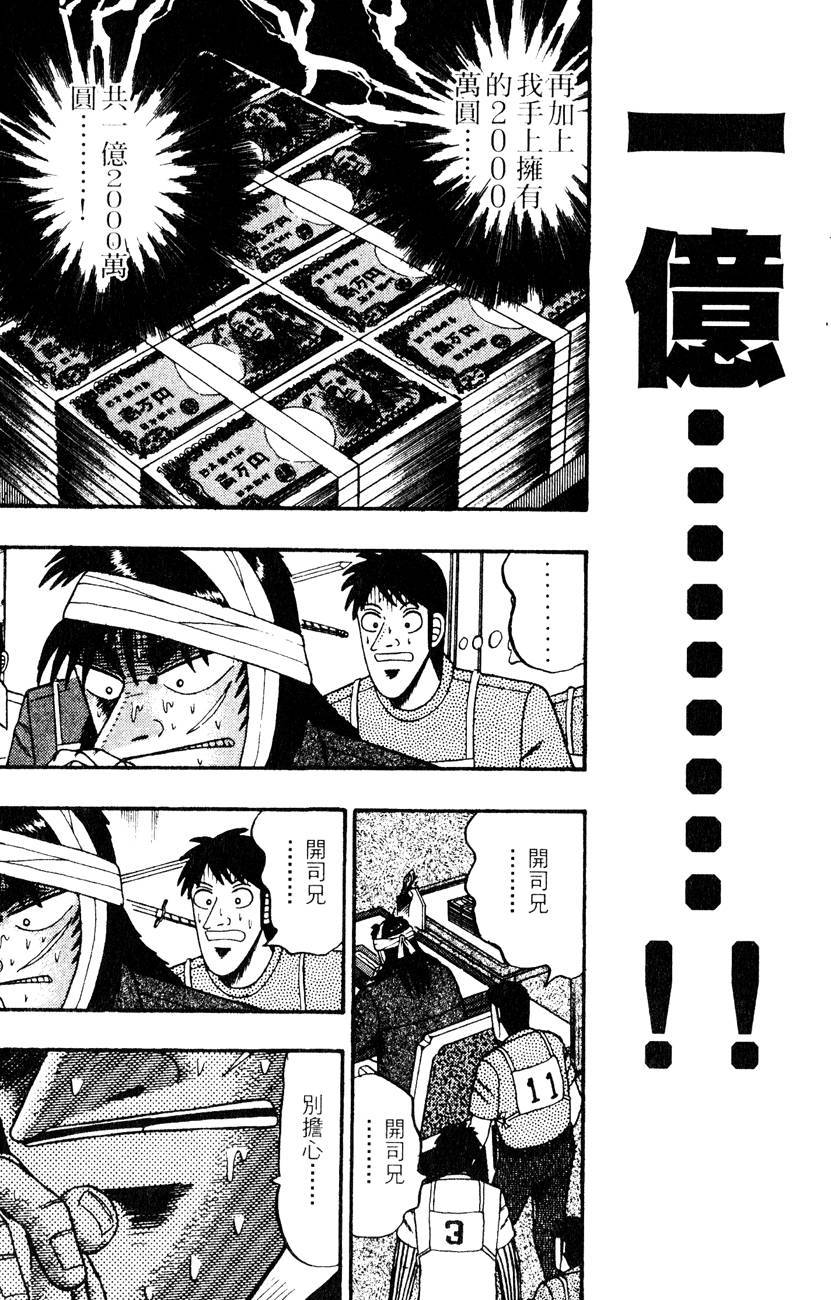 一億………！！
再加上
我手上擁有
的2000
萬圓……
共一億2000萬
圓………！
………
開司兄
……
開司兄
……
開司兄
……
別擔心……
11
3